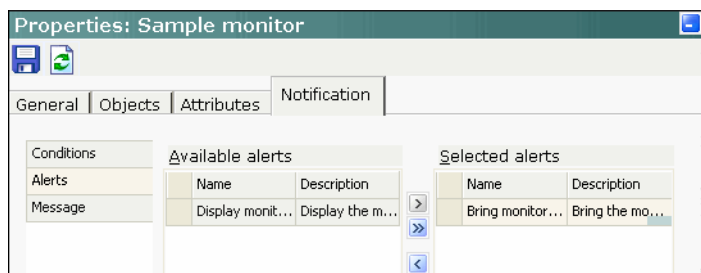 Properties: Sample monitor
General Objects Attributes Notification
Conditions
Alerts
Message
Available alerts
Name Description
Display monit... Display the m...
Selected alerts
Name Description
Bring monitor... Bring the mo...